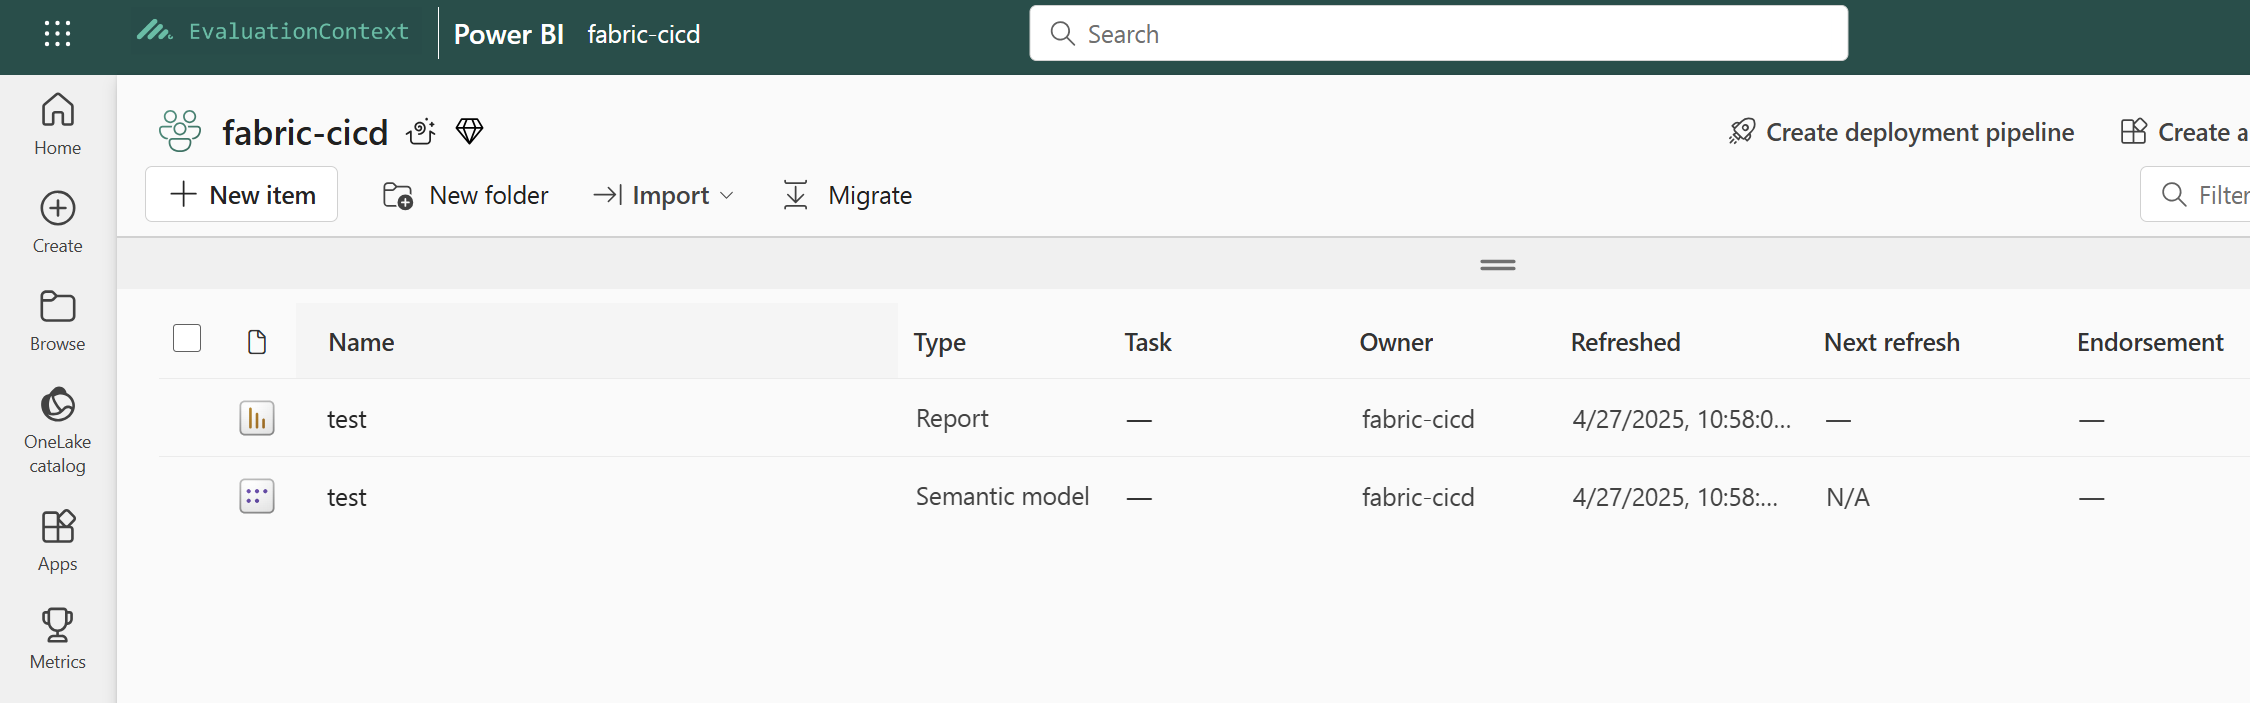 EvaluationContext Power BI fabric-cicd Search
Home
fabric-cicd Create deployment pipeline Create a
New item New folder Import Migrate Filter
Create
Browse
Name Type Task Owner Refreshed Next refresh Endorsement
test Report — fabric-cicd 4/27/2025, 10:58:0... — —
OneLake
catalog
test Semantic model — fabric-cicd 4/27/2025, 10:58:... N/A —
Apps
Metrics